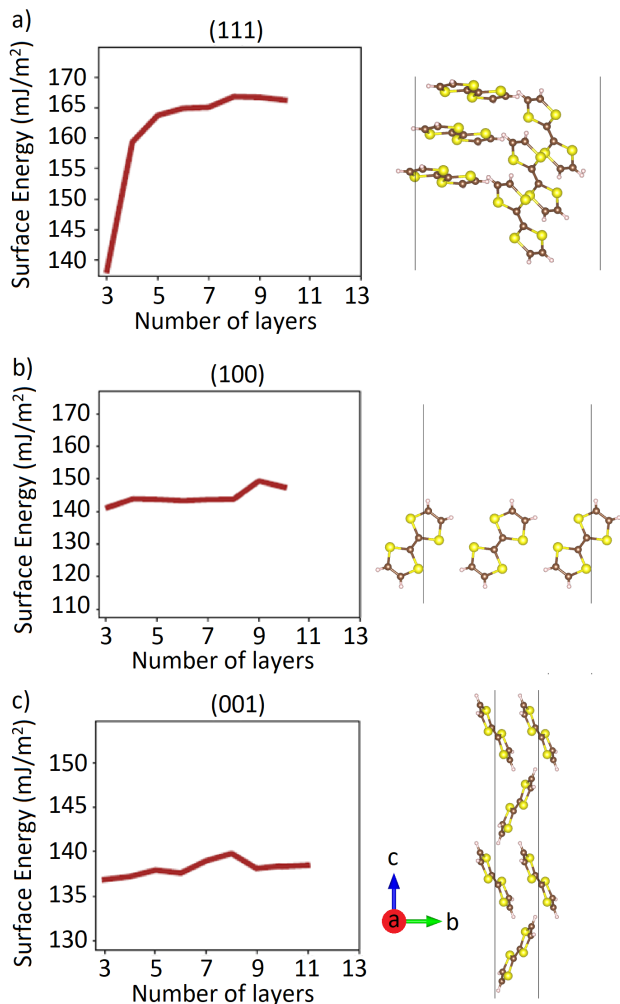 a)
(111)
Surface Energy (mJ/m²)
170
165
160
155
150
145
140
3 5 7 9 11 13
Number of layers
b)
(100)
Surface Energy (mJ/m²)
170
160
150
140
130
120
110
3 5 7 9 11 13
Number of layers
c)
(001)
Surface Energy (mJ/m²)
150
145
140
135
130
3 5 7 9 11 13
Number of layers
c
a
b